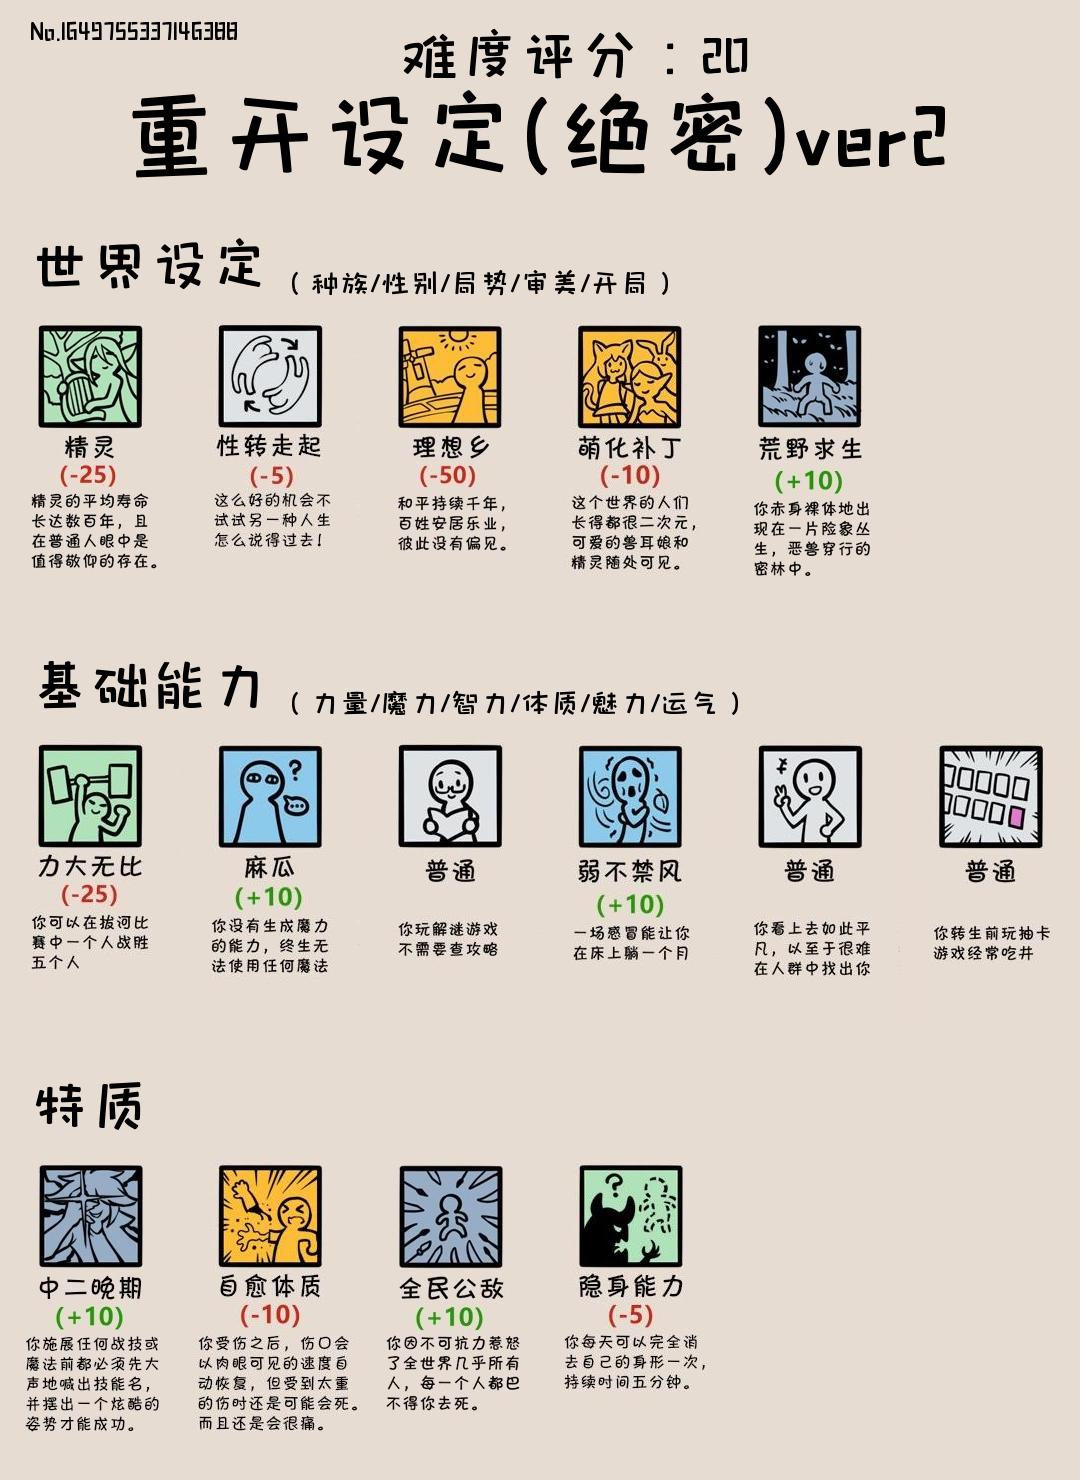 No.1649755337146388
难度评分：20
重开设定(绝密)ver2
世界设定 （种族/性别/局势/审美/开局）
精灵
(-25)
精灵的平均寿命
长达数百年，且
在普通人眼中是
值得敬仰的存在。
性转走起
(-5)
这么好的机会不
试试另一种人生
怎么说得过去！
理想乡
(-50)
和平持续千年，
百姓安居乐业，
彼此没有偏见。
萌化补丁
(-10)
这个世界的人们
长得都很二次元，
可爱的兽耳娘和
精灵随处可见。
荒野求生
(+10)
你赤身裸体地出
现在一片险象丛
生，恶兽穿行的
密林中。
基础能力 （力量/魔力/智力/体质/魅力/运气）
力大无比
(-25)
你可以在拔河比
赛中一个人战胜
五个人
麻瓜
(+10)
你没有生成魔力
的能力，终生无
法使用任何魔法
普通
你玩解谜游戏
不需要查攻略
弱不禁风
(+10)
一场感冒能让你
在床上躺一个月
普通
你看上去如此平
凡，以至于很难
在人群中找出你
普通
你转生前玩抽卡
游戏经常吃井
特质
中二晚期
(+10)
你施展任何战技或
魔法前都必须先大
声地喊出技能名，
并摆出一个炫酷的
姿势才能成功。
自愈体质
(-10)
你受伤之后，伤口会
以肉眼可见的速度自
动恢复，但受到太重
的伤时还是可能会死。
而且还是会很痛。
全民公敌
(+10)
你因不可抗力惹怒
了全世界几乎所有
人，每一个人都巴
不得你去死。
隐身能力
(-5)
你每天可以完全消
去自己的身形一次，
持续时间五分钟。